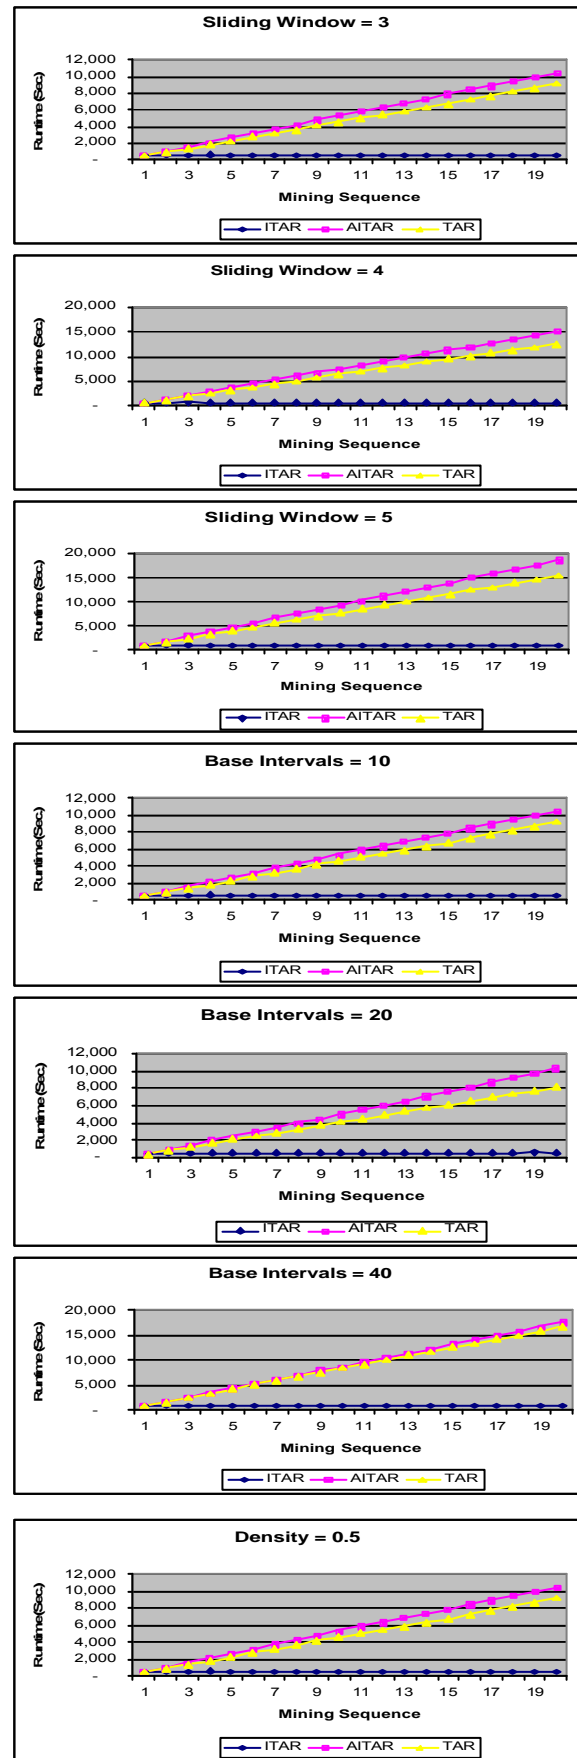 Sliding Window = 3
12,000
10,000
8,000
6,000
4,000
2,000
-
Runtime (Sec.)
1 3 5 7 9 11 13 15 17 19
Mining Sequence
ITAR AITAR TAR
Sliding Window = 4
20,000
15,000
10,000
5,000
-
Runtime (Sec.)
1 3 5 7 9 11 13 15 17 19
Mining Sequence
ITAR AITAR TAR
Sliding Window = 5
20,000
15,000
10,000
5,000
-
Runtime (Sec.)
1 3 5 7 9 11 13 15 17 19
Mining Sequence
ITAR AITAR TAR
Base Intervals = 10
12,000
10,000
8,000
6,000
4,000
2,000
-
Runtime (Sec.)
1 3 5 7 9 11 13 15 17 19
Mining Sequence
ITAR AITAR TAR
Base Intervals = 20
12,000
10,000
8,000
6,000
4,000
2,000
-
Runtime (Sec.)
1 3 5 7 9 11 13 15 17 19
Mining Sequence
ITAR AITAR TAR
Base Intervals = 40
20,000
15,000
10,000
5,000
-
Runtime (Sec.)
1 3 5 7 9 11 13 15 17 19
Mining Sequence
ITAR AITAR TAR
Density = 0.5
12,000
10,000
8,000
6,000
4,000
2,000
-
Runtime (Sec.)
1 3 5 7 9 11 13 15 17 19
Mining Sequence
ITAR AITAR TAR